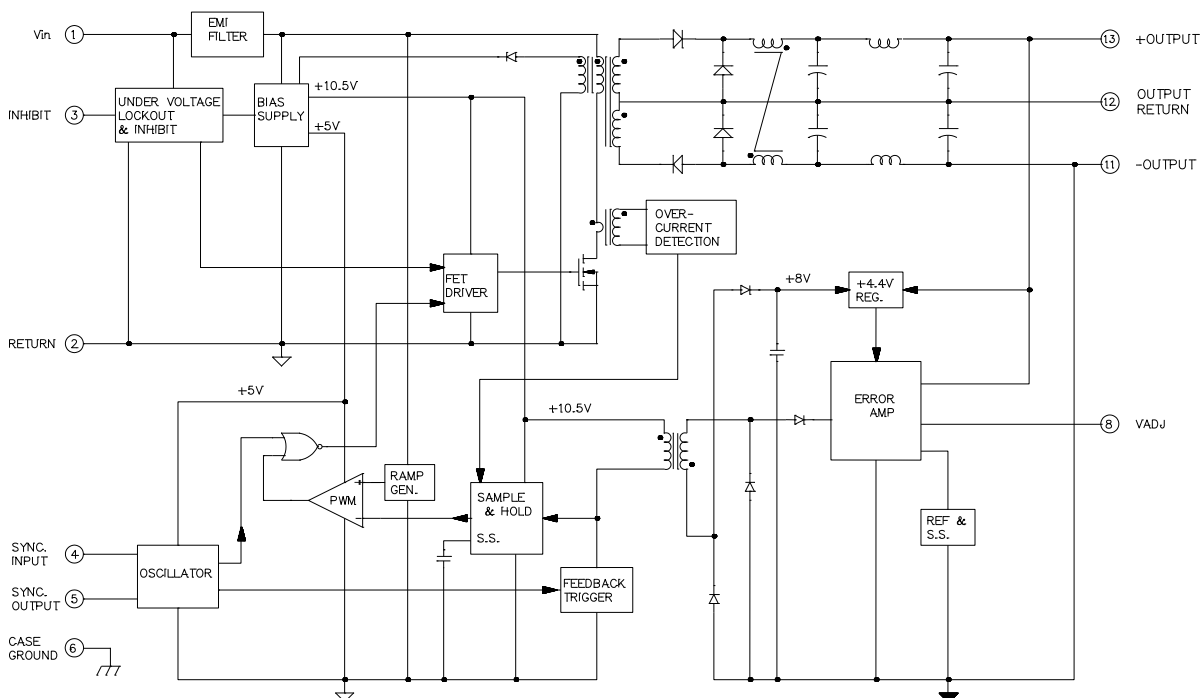 EMI
FILTER
Vin
1
13
+OUTPUT
+10.5V
UNDER VOLTAGE
LOCKOUT
& INHIBIT
BIAS
SUPPLY
12
OUTPUT
RETURN
INHIBIT
3
+5V
11
-OUTPUT
OVER-
CURRENT
DETECTION
FET
DRIVER
+8V
+4.4V
REG.
RETURN
2
+5V
+10.5V
ERROR
AMP
8
VADJ
RAMP
GEN.
PWM
SAMPLE
& HOLD
S.S.
REF &
S.S.
SYNC.
INPUT
4
OSCILLATOR
FEEDBACK
TRIGGER
SYNC.
OUTPUT
5
CASE
GROUND
6